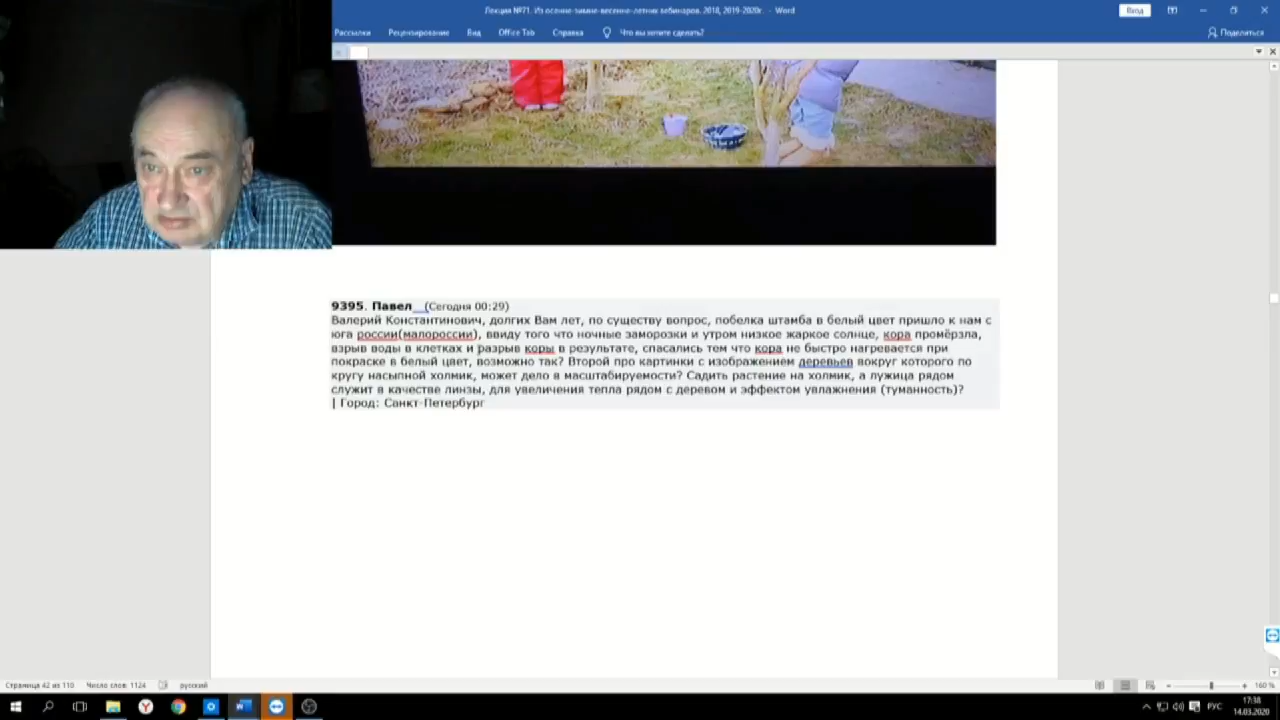 Лекция №71. Из осенне-зимне-весенне-летних вебинаров. 2018, 2019-2020г. - Word
Вход
Рассылки Рецензирование Вид Office Tab Справка Что вы хотите сделать? Поделиться
9395. Павел (Сегодня 00:29)
Валерий Константинович, долгих Вам лет, по существу вопрос, побелка штамба в белый цвет пришло к нам с
юга россии(малороссии), ввиду того что ночные заморозки и утром низкое жаркое солнце, кора промёрзла,
взрыв воды в клетках и разрыв коры в результате, спасались тем что кора не быстро нагревается при
покраске в белый цвет, возможно так? Второй про картинки с изображением деревьев вокруг которого по
кругу насыпной холмик, может дело в масштабируемости? Садить растение на холмик, а лужица рядом
служит в качестве линзы, для увеличения тепла рядом с деревом и эффектом увлажнения (туманность)?
| Город: Санкт-Петербург
Страница 42 из 110 Число слов: 1124 русский 160 %
РУС 17:38
14.03.2020